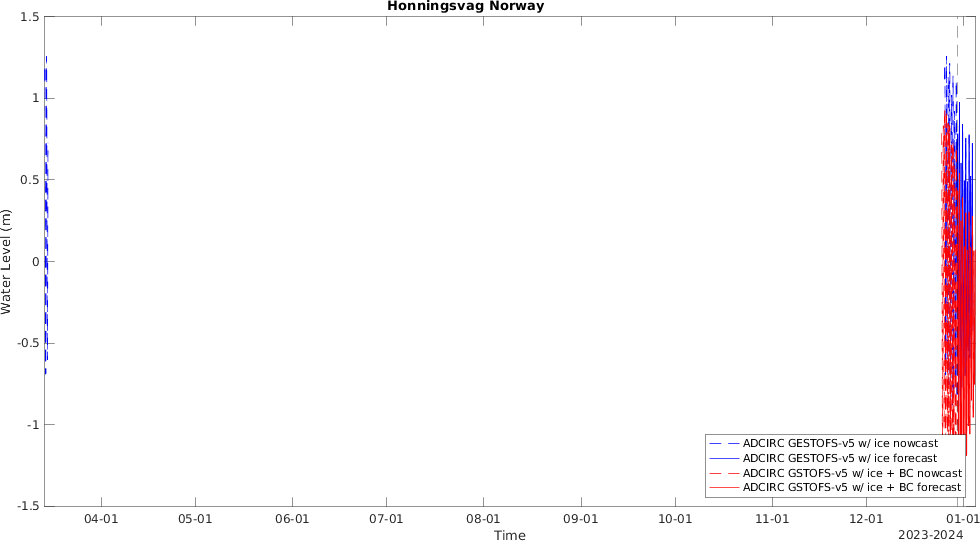 Honningsvag Norway
1.5
1
0.5
0
-0.5
-1
-1.5
Water Level (m)
ADCIRC GESTOFS-v5 w/ ice nowcast
ADCIRC GESTOFS-v5 w/ ice forecast
ADCIRC GSTOFS-v5 w/ ice + BC nowcast
ADCIRC GSTOFS-v5 w/ ice + BC forecast
04-01 05-01 06-01 07-01 08-01 09-01 10-01 11-01 12-01 01-01
Time
2023-2024